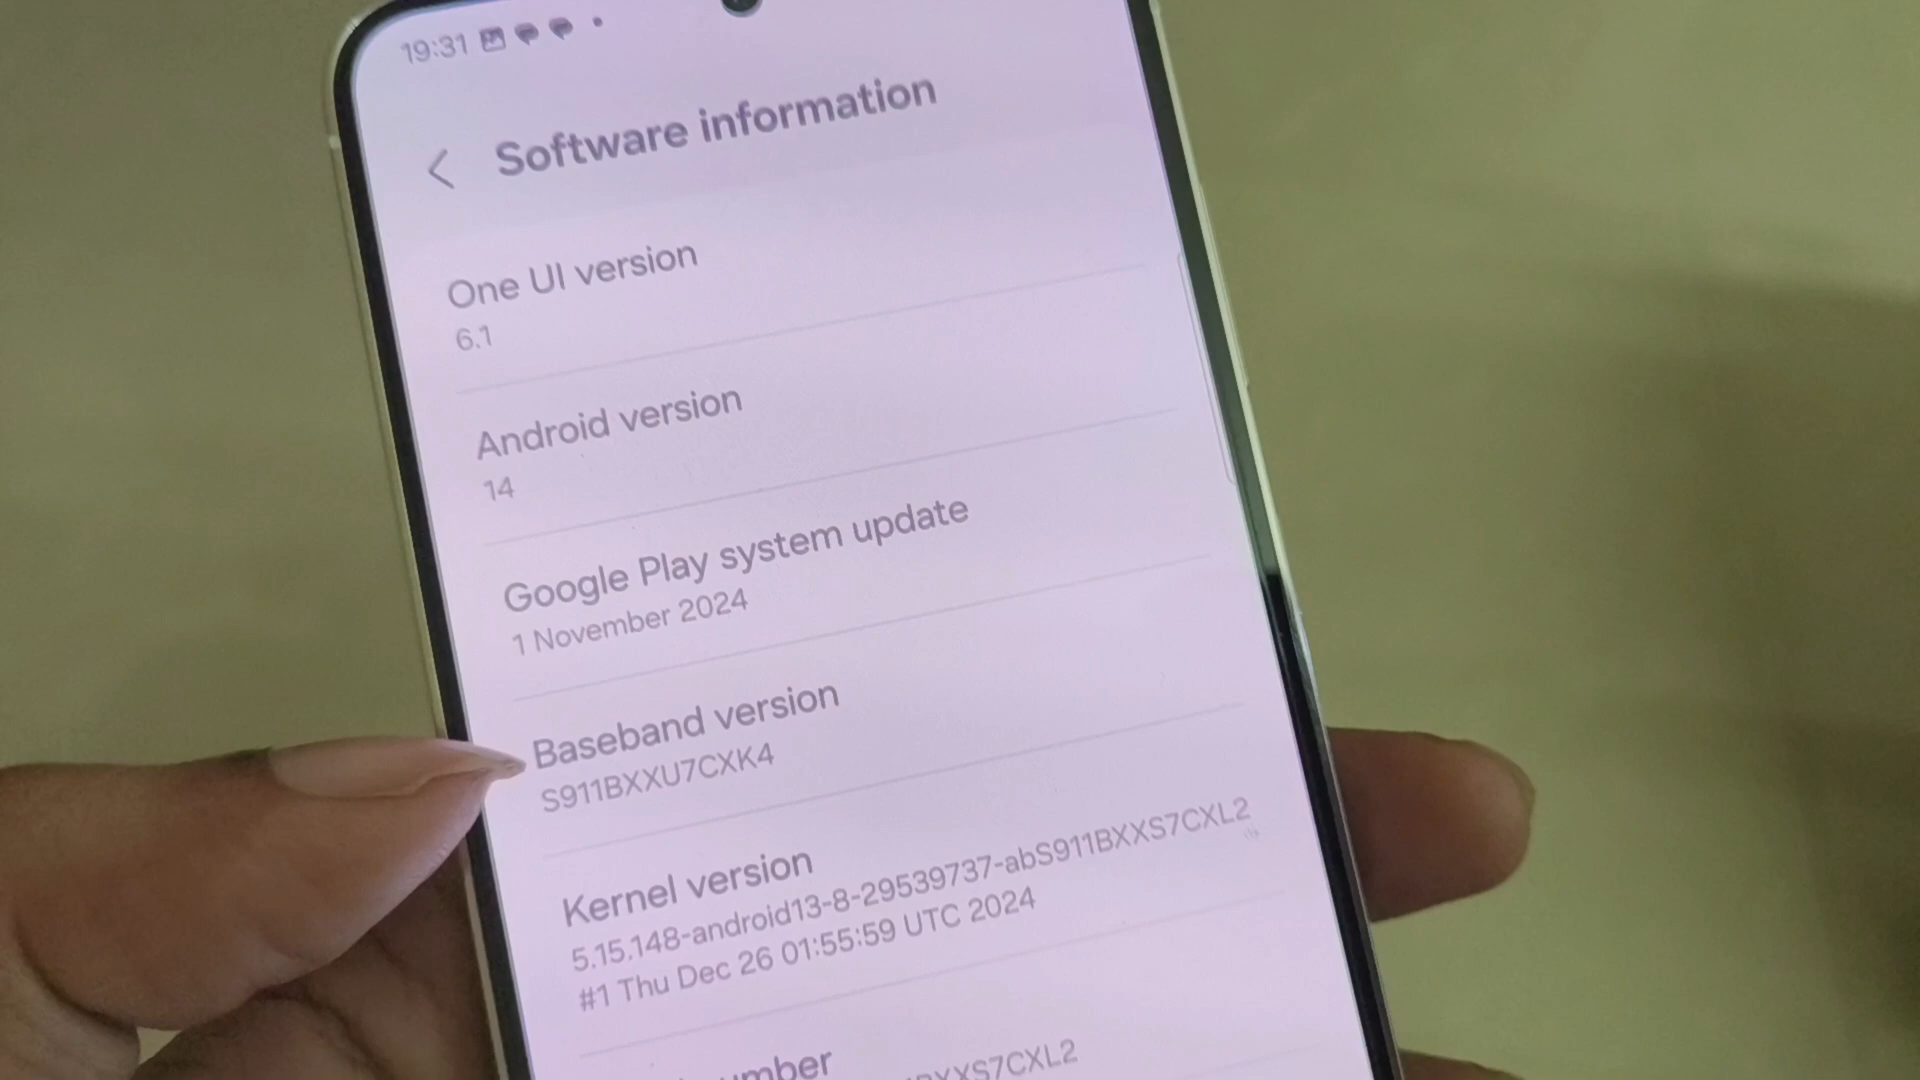 19:31
Software information
One UI version
6.1
Android version
14
Google Play system update
1 November 2024
Baseband version
S911BXXU7CXK4
Kernel version
5.15.148-android13-8-29539737-abS911BXXS7CXL2
#1 Thu Dec 26 01:55:59 UTC 2024